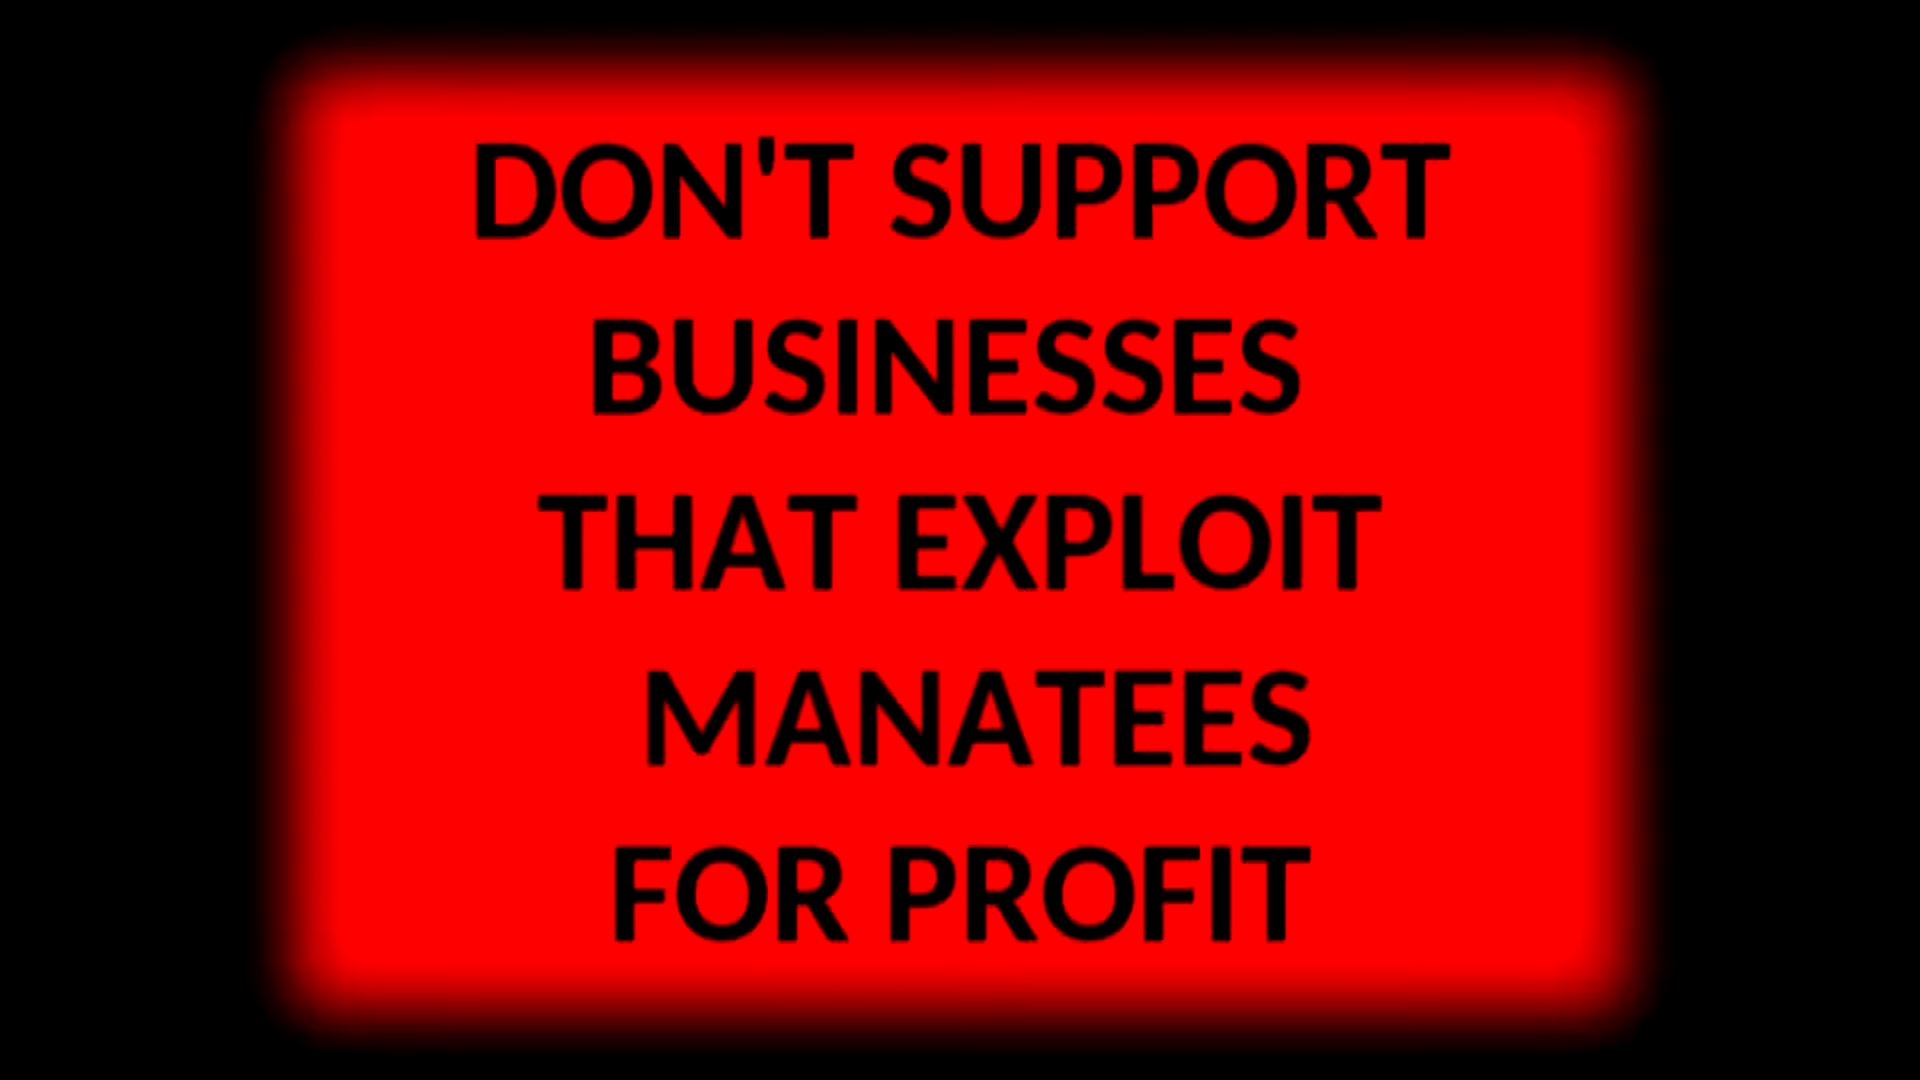 DON'T SUPPORT
BUSINESSES
THAT EXPLOIT
MANATEES
FOR PROFIT